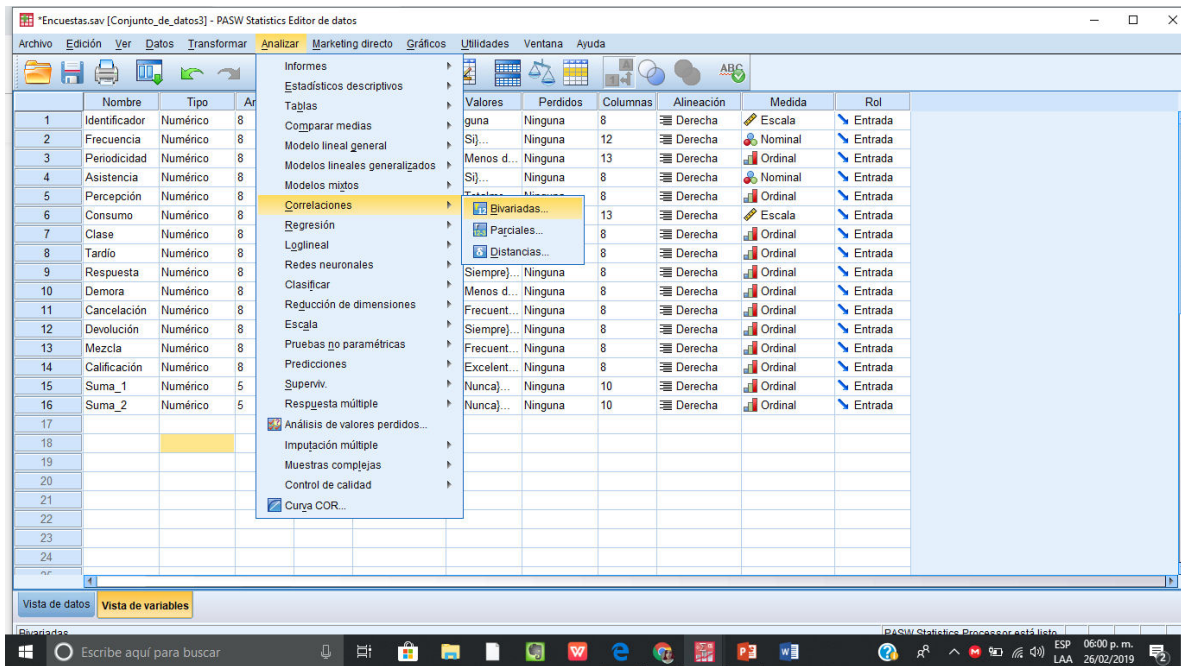 *Encuestas.sav [Conjunto_de_datos3] - PASW Statistics Editor de datos
Archivo Edición Ver Datos Transformar Analizar Marketing directo Gráficos Utilidades Ventana Ayuda
Informes
Estadísticos descriptivos
Tablas
Comparar medias
Modelo lineal general
Modelos lineales generalizados
Modelos mixtos
Correlaciones
Regresión
Loglineal
Redes neuronales
Clasificar
Reducción de dimensiones
Escala
Pruebas no paramétricas
Predicciones
Superviv.
Respuesta múltiple
Análisis de valores perdidos...
Imputación múltiple
Muestras complejas
Control de calidad
Curva COR...
Bivariadas...
Parciales...
Distancias...
Nombre Tipo An Valores Perdidos Columnas Alineación Medida Rol
1 Identificador Numérico 8 guna Ninguna 8 Derecha Escala Entrada
2 Frecuencia Numérico 8 Si}... Ninguna 12 Derecha Nominal Entrada
3 Periodicidad Numérico 8 Menos d... Ninguna 13 Derecha Ordinal Entrada
4 Asistencia Numérico 8 Si}... Ninguna 8 Derecha Nominal Entrada
5 Percepción Numérico 8 8 Derecha Ordinal Entrada
6 Consumo Numérico 8 13 Derecha Escala Entrada
7 Clase Numérico 8 8 Derecha Ordinal Entrada
8 Tardío Numérico 8 8 Derecha Ordinal Entrada
9 Respuesta Numérico 8 Siempre}... Ninguna 8 Derecha Ordinal Entrada
10 Demora Numérico 8 Menos d... Ninguna 8 Derecha Ordinal Entrada
11 Cancelación Numérico 8 Frecuent... Ninguna 8 Derecha Ordinal Entrada
12 Devolución Numérico 8 Siempre}... Ninguna 8 Derecha Ordinal Entrada
13 Mezcla Numérico 8 Frecuent... Ninguna 8 Derecha Ordinal Entrada
14 Calificación Numérico 8 Excelent... Ninguna 8 Derecha Ordinal Entrada
15 Suma_1 Numérico 5 Nunca}... Ninguna 10 Derecha Ordinal Entrada
16 Suma_2 Numérico 5 Nunca}... Ninguna 10 Derecha Ordinal Entrada
17
18
19
20
21
22
23
24
Vista de datos Vista de variables
Bivariadas PASW Statistics Processor está listo
Escribe aquí para buscar
ESP 06:00 p. m.
LAA 26/02/2019